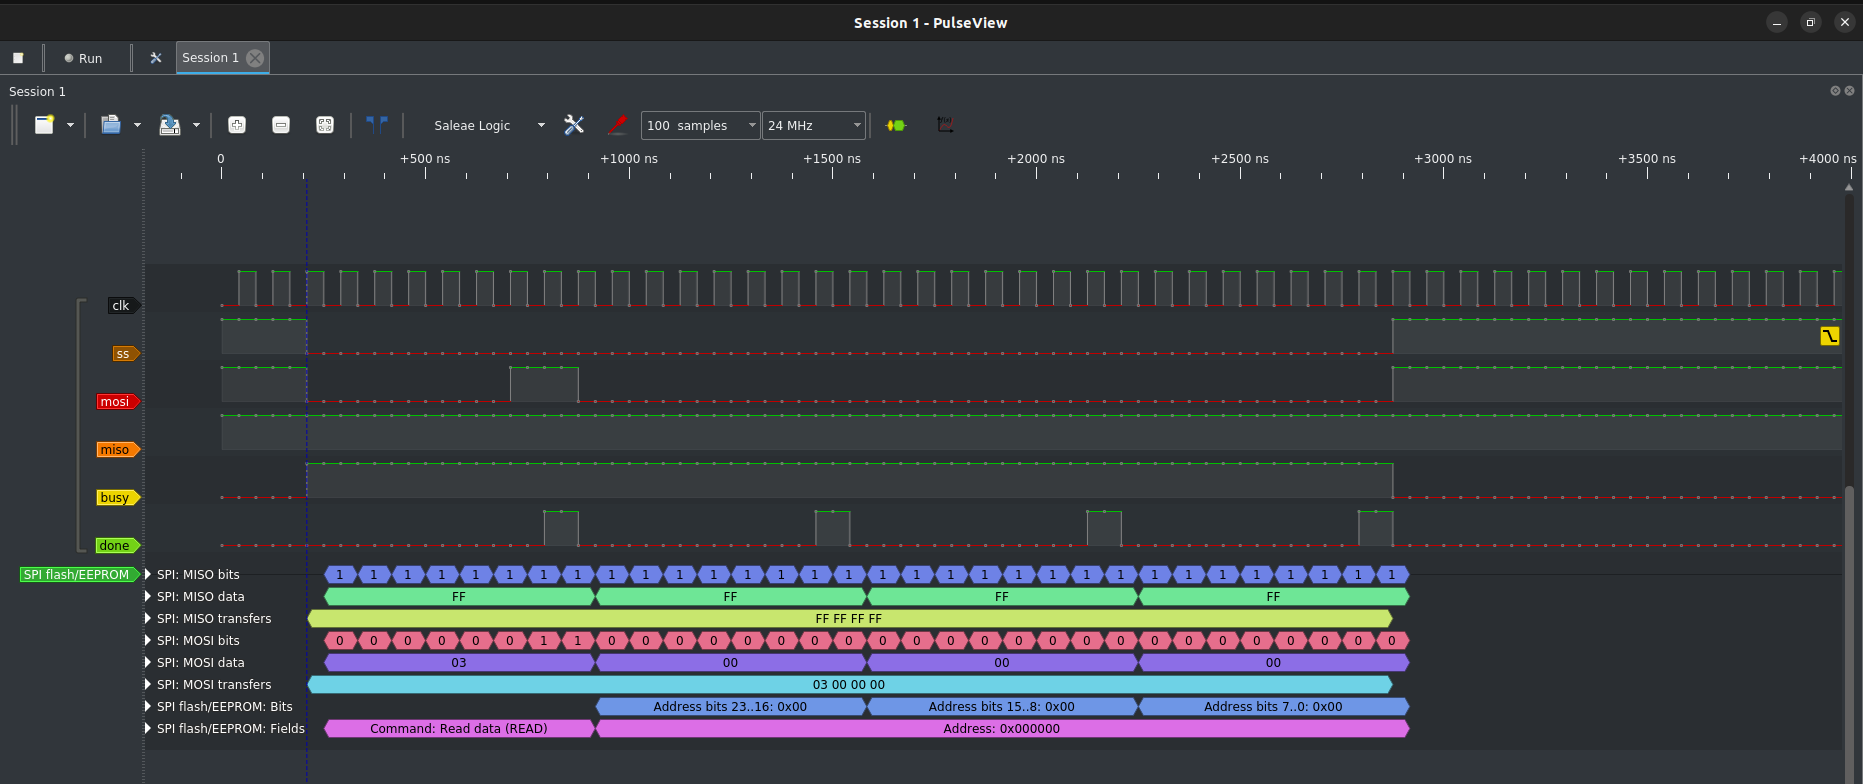 Session 1 - PulseView
Run
Session 1
Session 1
Saleae Logic
100 samples
24 MHz
0 +500 ns +1000 ns +1500 ns +2000 ns +2500 ns +3000 ns +3500 ns +4000 ns
clk
ss
mosi
miso
busy
done
SPI flash/EEPROM SPI: MISO bits 1 1 1 1 1 1 1 1 1 1 1 1 1 1 1 1 1 1 1 1 1 1 1 1 1 1 1 1 1 1 1 1
SPI: MISO data FF FF FF FF
SPI: MISO transfers FF FF FF FF
SPI: MOSI bits 0 0 0 0 0 0 1 1 0 0 0 0 0 0 0 0 0 0 0 0 0 0 0 0 0 0 0 0 0 0 0 0
SPI: MOSI data 03 00 00 00
SPI: MOSI transfers 03 00 00 00
SPI flash/EEPROM: Bits Address bits 23..16: 0x00 Address bits 15..8: 0x00 Address bits 7..0: 0x00
SPI flash/EEPROM: Fields Command: Read data (READ) Address: 0x000000